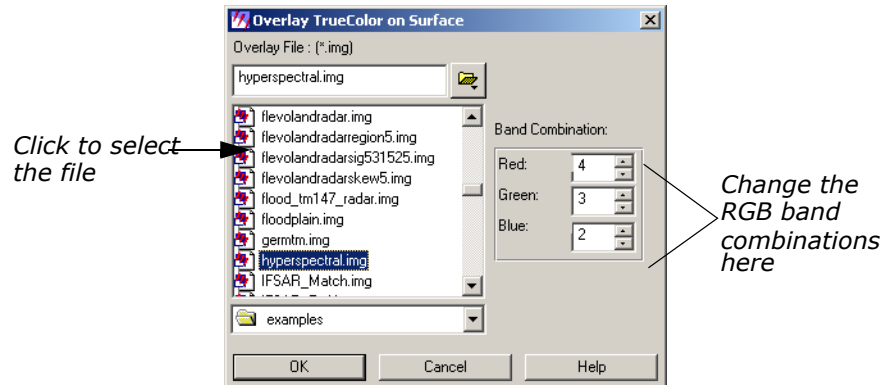 Overlay TrueColor on Surface
Overlay File : (*.img)
hyperspectral.img
flevolandradar.img
flevolandradarregion5.img
flevolandradarsig531525.img
flevolandradarskew5.img
flood_tm147_radar.img
floodplain.img
germtm.img
hyperspectral.img
IFSAR_Match.img
examples
Band Combination:
Red: 4
Green: 3
Blue: 2
OK Cancel Help
Click to select
the file
Change the
RGB band
combinations
here